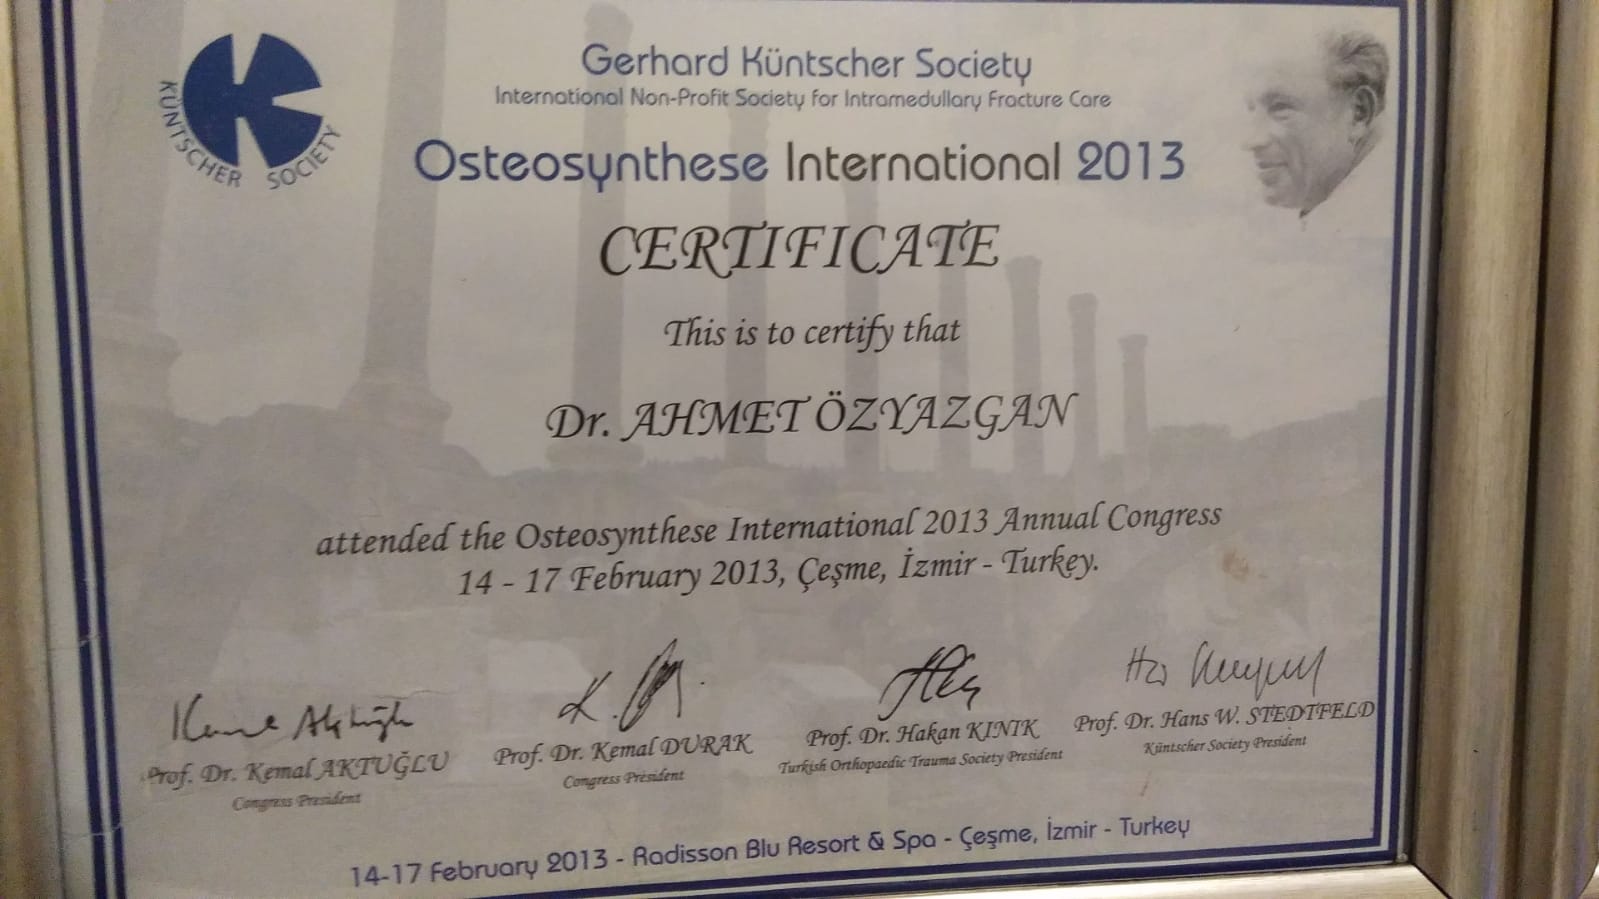 KÜNTSCHER SOCIETY
Gerhard Küntscher Society
International Non-Profit Society for Intramedullary Fracture Care
Osteosynthese International 2013
CERTIFICATE
This is to certify that
Dr. AHMET ÖZYAZGAN
attended the Osteosynthese International 2013 Annual Congress
14 - 17 February 2013, Çeşme, İzmir - Turkey.
Prof. Dr. Kemal AKTUĞLU
Congress President
Prof. Dr. Kemal DURAK
Congress President
Prof. Dr. Hakan KINIK
Turkish Orthopaedic Trauma Society President
Prof. Dr. Hans W. STEDTFELD
Küntscher Society President
14-17 February 2013 - Radisson Blu Resort & Spa - Çeşme, İzmir - Turkey